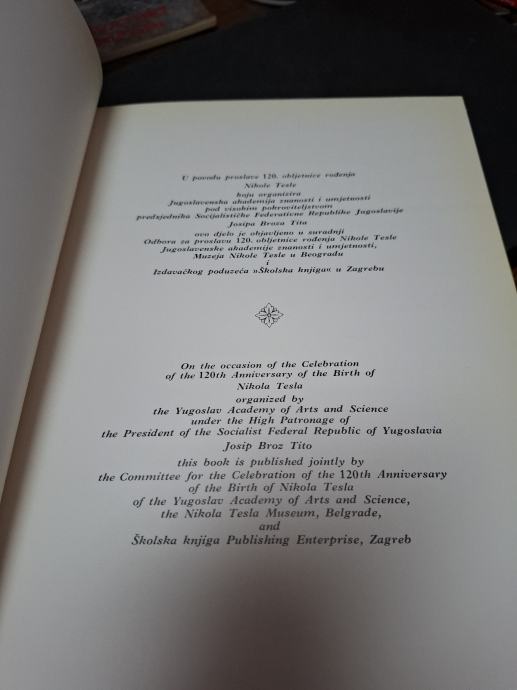 U povodu proslave 120. obljetnice rođenja
Nikole Tesle
koju organizira
Jugoslavenska akademija znanosti i umjetnosti
pod visokim pokroviteljstvom
predsjednika Socijalističke Federativne Republike Jugoslavije
Josipa Broza Tita
ovo djelo je objavljeno u suradnji
Odbora za proslavu 120. obljetnice rođenja Nikole Tesle
Jugoslavenske akademije znanosti i umjetnosti,
Muzeja Nikole Tesle u Beogradu
i
Izdavačkog poduzeća »Školska knjiga« u Zagrebu
On the occasion of the Celebration
of the 120th Anniversary of the Birth of
Nikola Tesla
organized by
the Yugoslav Academy of Arts and Science
under the High Patronage of
the President of the Socialist Federal Republic of Yugoslavia
Josip Broz Tito
this book is published jointly by
the Committee for the Celebration of the 120th Anniversary
of the Birth of Nikola Tesla
of the Yugoslav Academy of Arts and Science,
the Nikola Tesla Museum, Belgrade,
and
Školska knjiga Publishing Enterprise, Zagreb